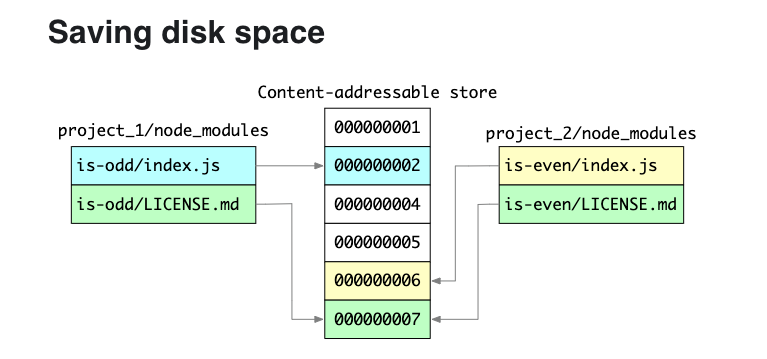 Saving disk space
Content-addressable store
project_1/node_modules
is-odd/index.js
is-odd/LICENSE.md
000000001
000000002
000000004
000000005
000000006
000000007
project_2/node_modules
is-even/index.js
is-even/LICENSE.md